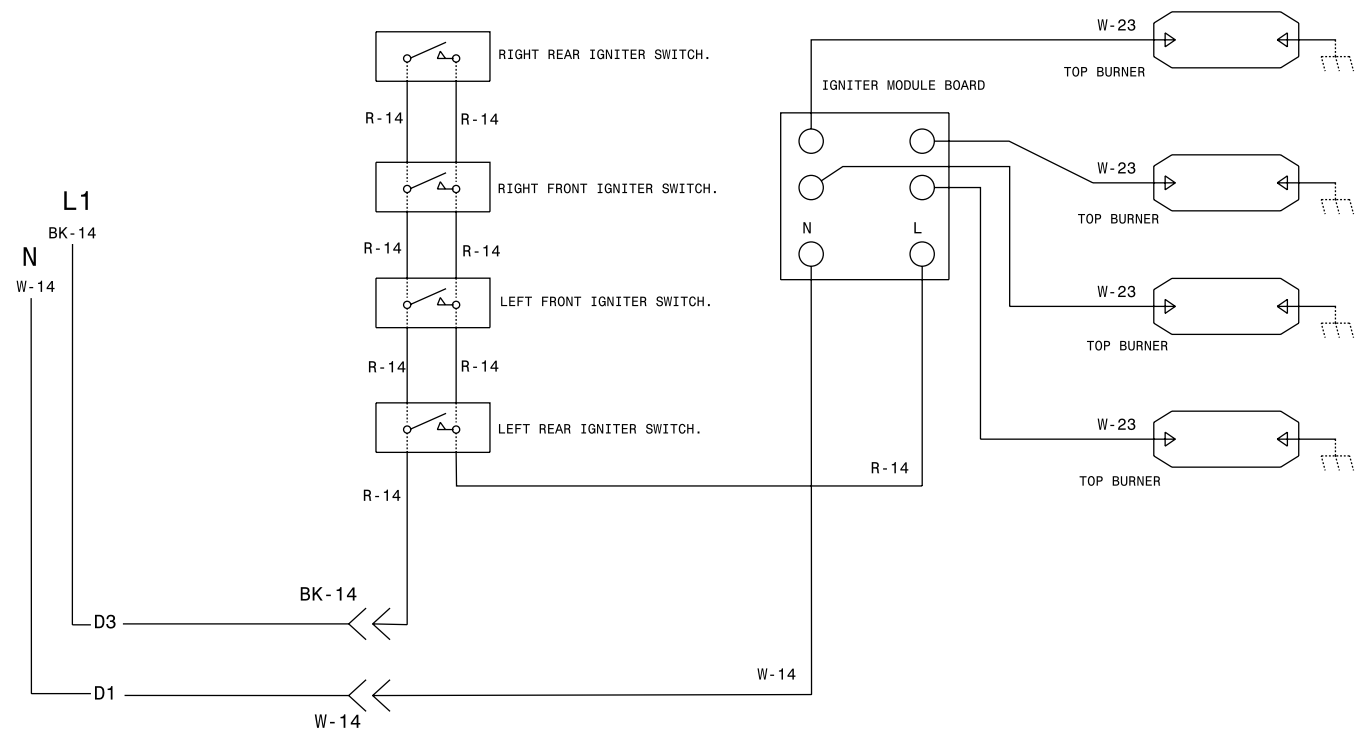 W-23
RIGHT REAR IGNITER SWITCH.
TOP BURNER
IGNITER MODULE BOARD
R-14
R-14
W-23
RIGHT FRONT IGNITER SWITCH.
L1
TOP BURNER
BK-14
N
L
R-14
R-14
N
W-14
W-23
LEFT FRONT IGNITER SWITCH.
TOP BURNER
R-14
R-14
W-23
LEFT REAR IGNITER SWITCH.
R-14
TOP BURNER
R-14
BK-14
D3
W-14
D1
W-14